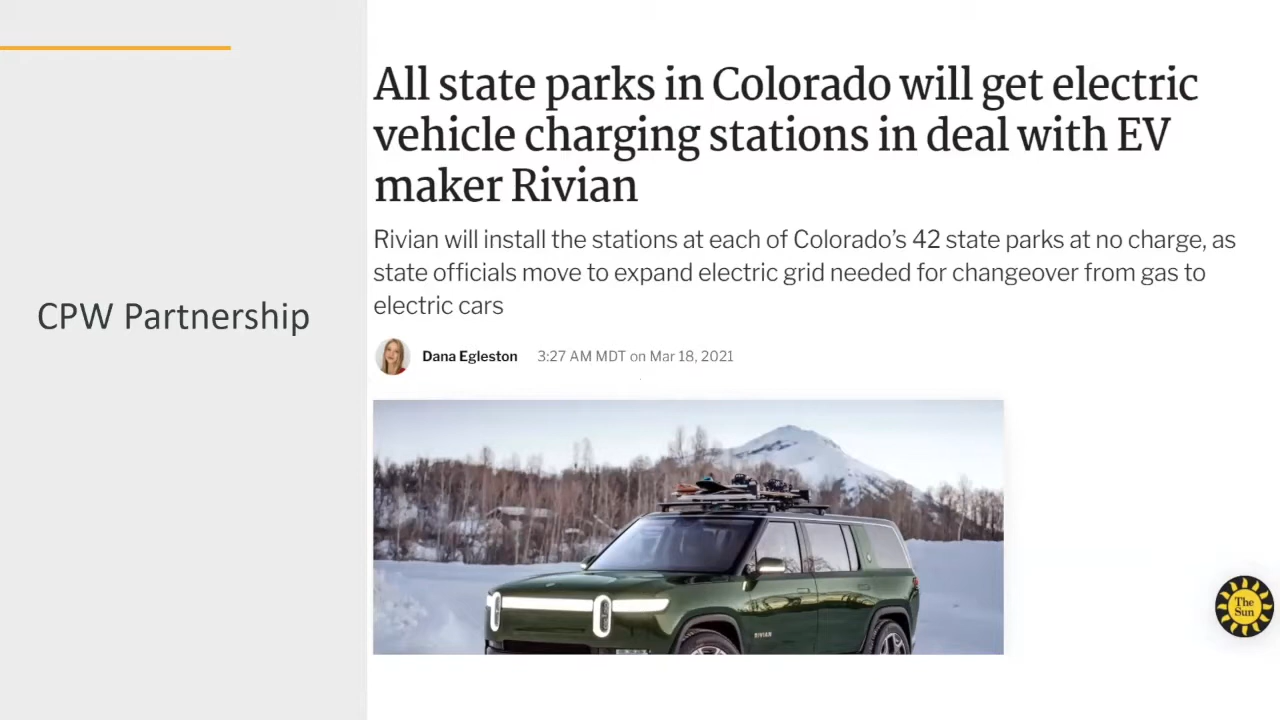 CPW Partnership
All state parks in Colorado will get electric
vehicle charging stations in deal with EV
maker Rivian
Rivian will install the stations at each of Colorado’s 42 state parks at no charge, as
state officials move to expand electric grid needed for changeover from gas to
electric cars
Dana Egleston 3:27 AM MDT on Mar 18, 2021
RIVIAN
The
Sun